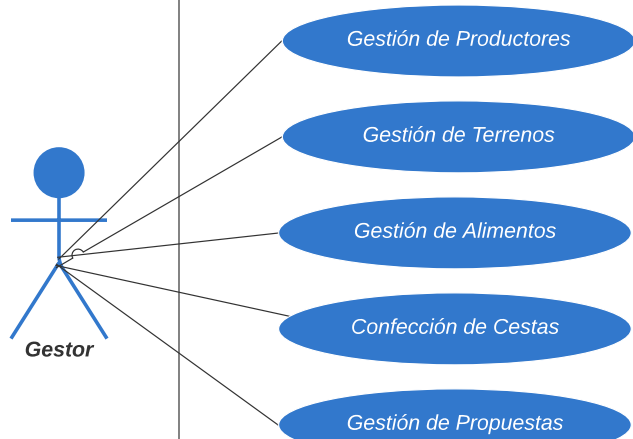 Gestión de Productores
Gestión de Terrenos
Gestión de Alimentos
Confección de Cestas
Gestor
Gestión de Propuestas